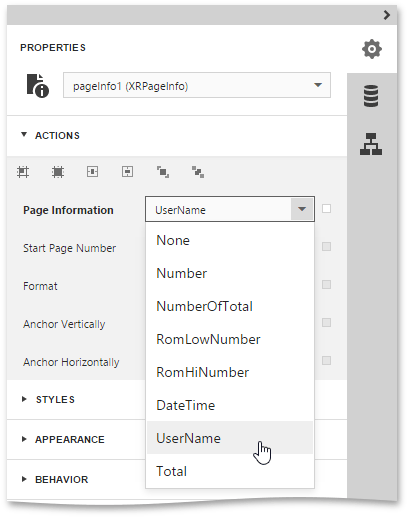 PROPERTIES
pageInfo1 (XRPageInfo)
ACTIONS
Page Information
UserName
Start Page Number
Format
Anchor Vertically
Anchor Horizontally
None
Number
NumberOfTotal
RomLowNumber
RomHiNumber
DateTime
UserName
Total
STYLES
APPEARANCE
BEHAVIOR